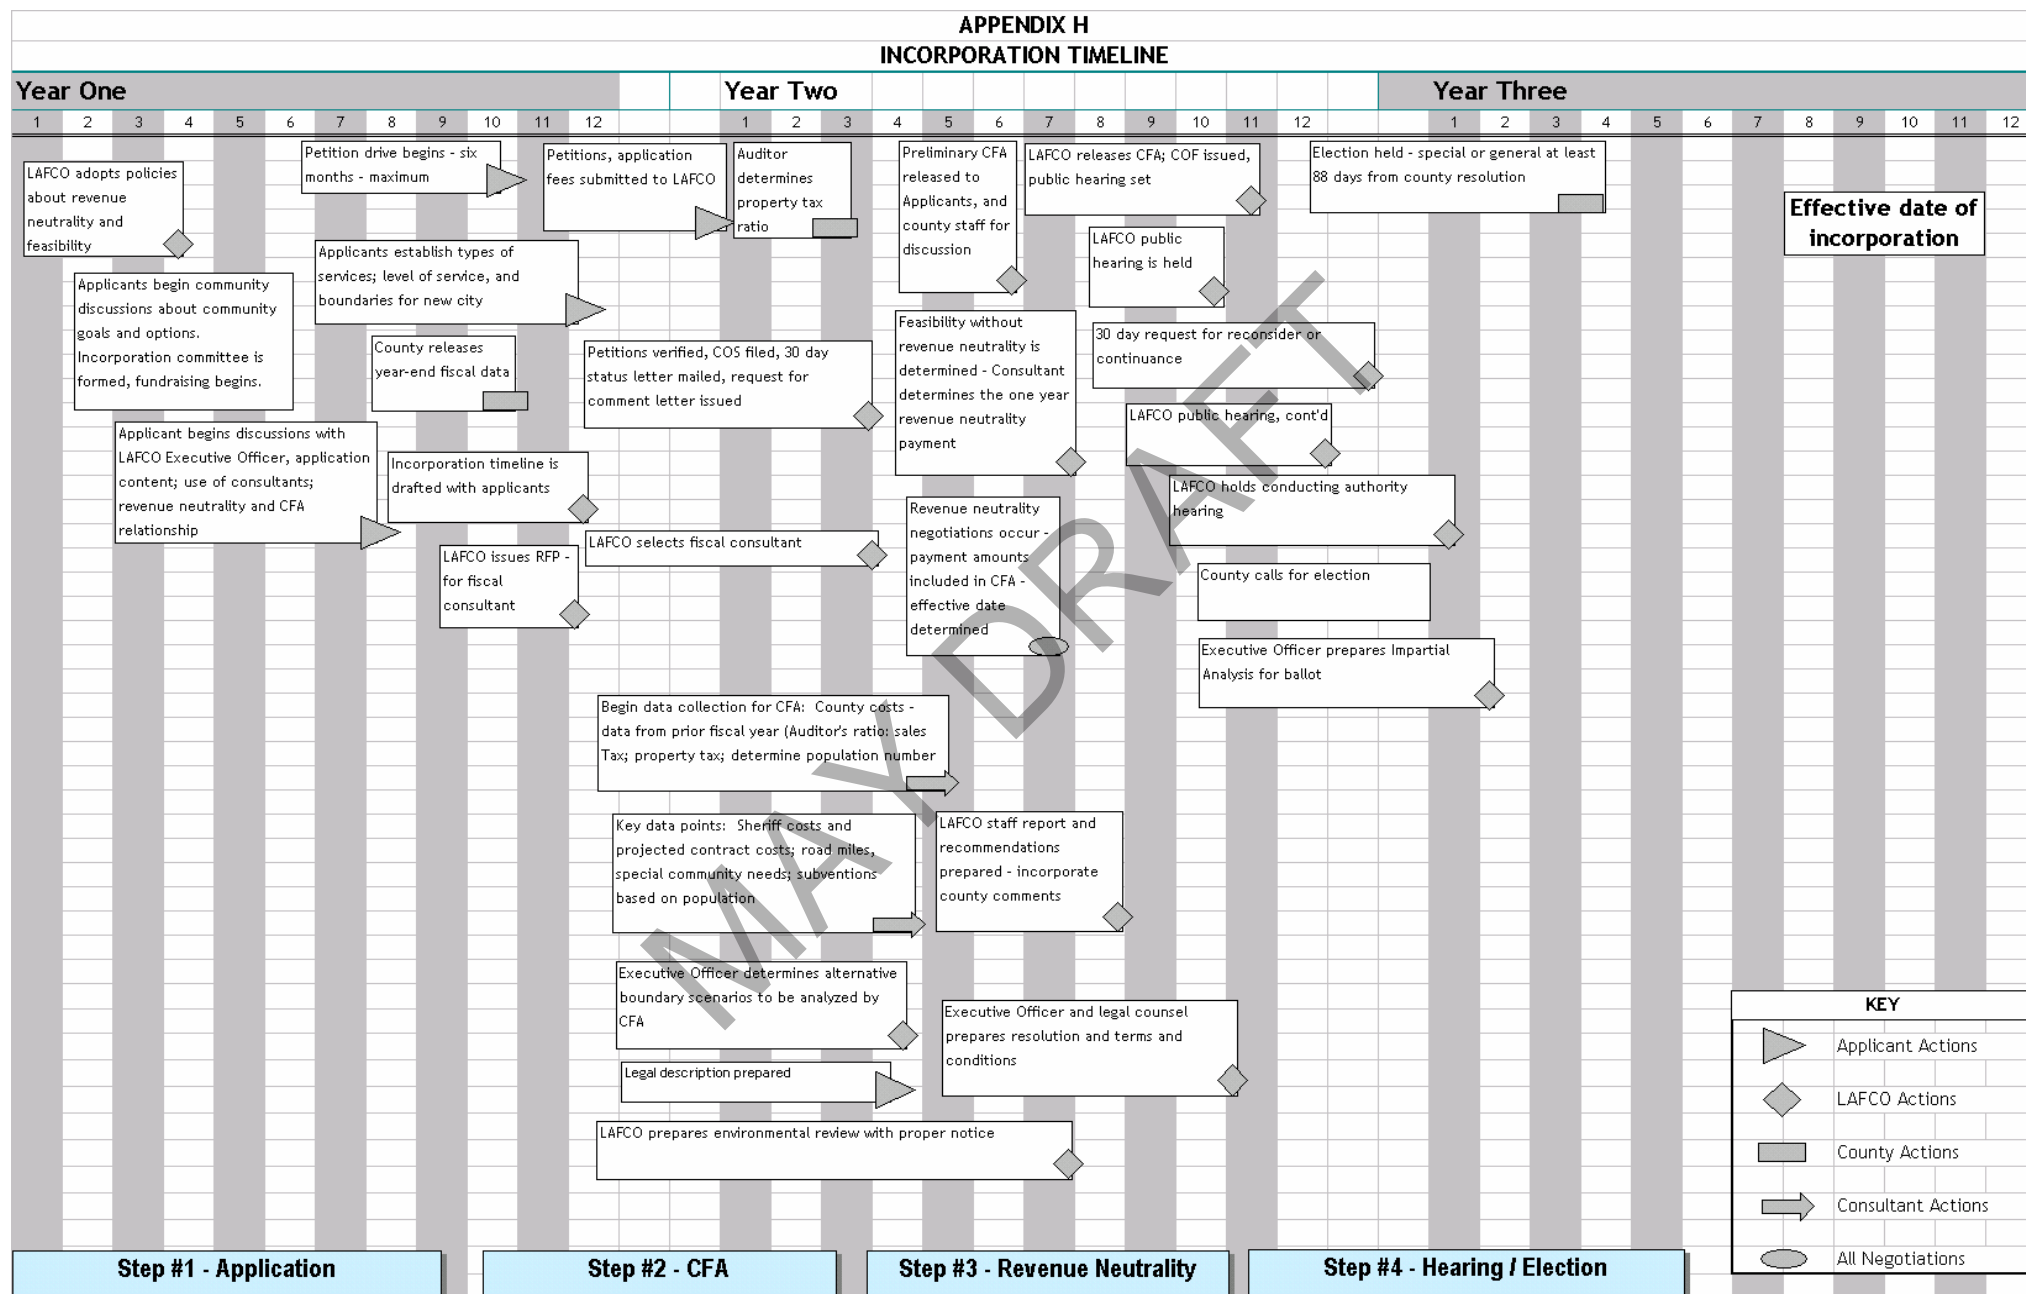 APPENDIX H
INCORPORATION TIMELINE
Year One
Year Two
Year Three
1 2 3 4 5 6 7 8 9 10 11 12 1 2 3 4 5 6 7 8 9 10 11 12 1 2 3 4 5 6 7 8 9 10 11 12
LAFCO adopts policies
about revenue
neutrality and
feasibility
Petition drive begins - six
months - maximum
Petitions, application
fees submitted to LAFCO
Auditor
determines
property tax
ratio
Preliminary CFA
released to
Applicants, and
county staff for
discussion
LAFCO releases CFA; COF issued,
public hearing set
Election held - special or general at least
88 days from county resolution
Effective date of
incorporation
Applicants begin community
discussions about community
goals and options.
Incorporation committee is
formed, fundraising begins.
Applicants establish types of
services; level of service, and
boundaries for new city
LAFCO public
hearing is held
County releases
year-end fiscal data
Petitions verified, COS filed, 30 day
status letter mailed, request for
comment letter issued
Feasibility without
revenue neutrality is
determined - Consultant
determines the one year
revenue neutrality
payment
30 day request for reconsider or
continuance
LAFCO public hearing, cont'd
Applicant begins discussions with
LAFCO Executive Officer, application
content; use of consultants;
revenue neutrality and CFA
relationship
Incorporation timeline is
drafted with applicants
LAFCO holds conducting authority
hearing
LAFCO issues RFP -
for fiscal
consultant
LAFCO selects fiscal consultant
Revenue neutrality
negotiations occur -
payment amounts
included in CFA -
effective date
determined
County calls for election
Executive Officer prepares Impartial
Analysis for ballot
Begin data collection for CFA: County costs -
data from prior fiscal year (Auditor's ratio: sales
Tax; property tax; determine population number
Key data points: Sheriff costs and
projected contract costs; road miles,
special community needs; subventions
based on population
LAFCO staff report and
recommendations
prepared - incorporate
county comments
Executive Officer determines alternative
boundary scenarios to be analyzed by
CFA
Executive Officer and legal counsel
prepares resolution and terms and
conditions
Legal description prepared
LAFCO prepares environmental review with proper notice
MAY DRAFT
KEY
Applicant Actions
LAFCO Actions
County Actions
Consultant Actions
All Negotiations
Step #1 - Application
Step #2 - CFA
Step #3 - Revenue Neutrality
Step #4 - Hearing / Election